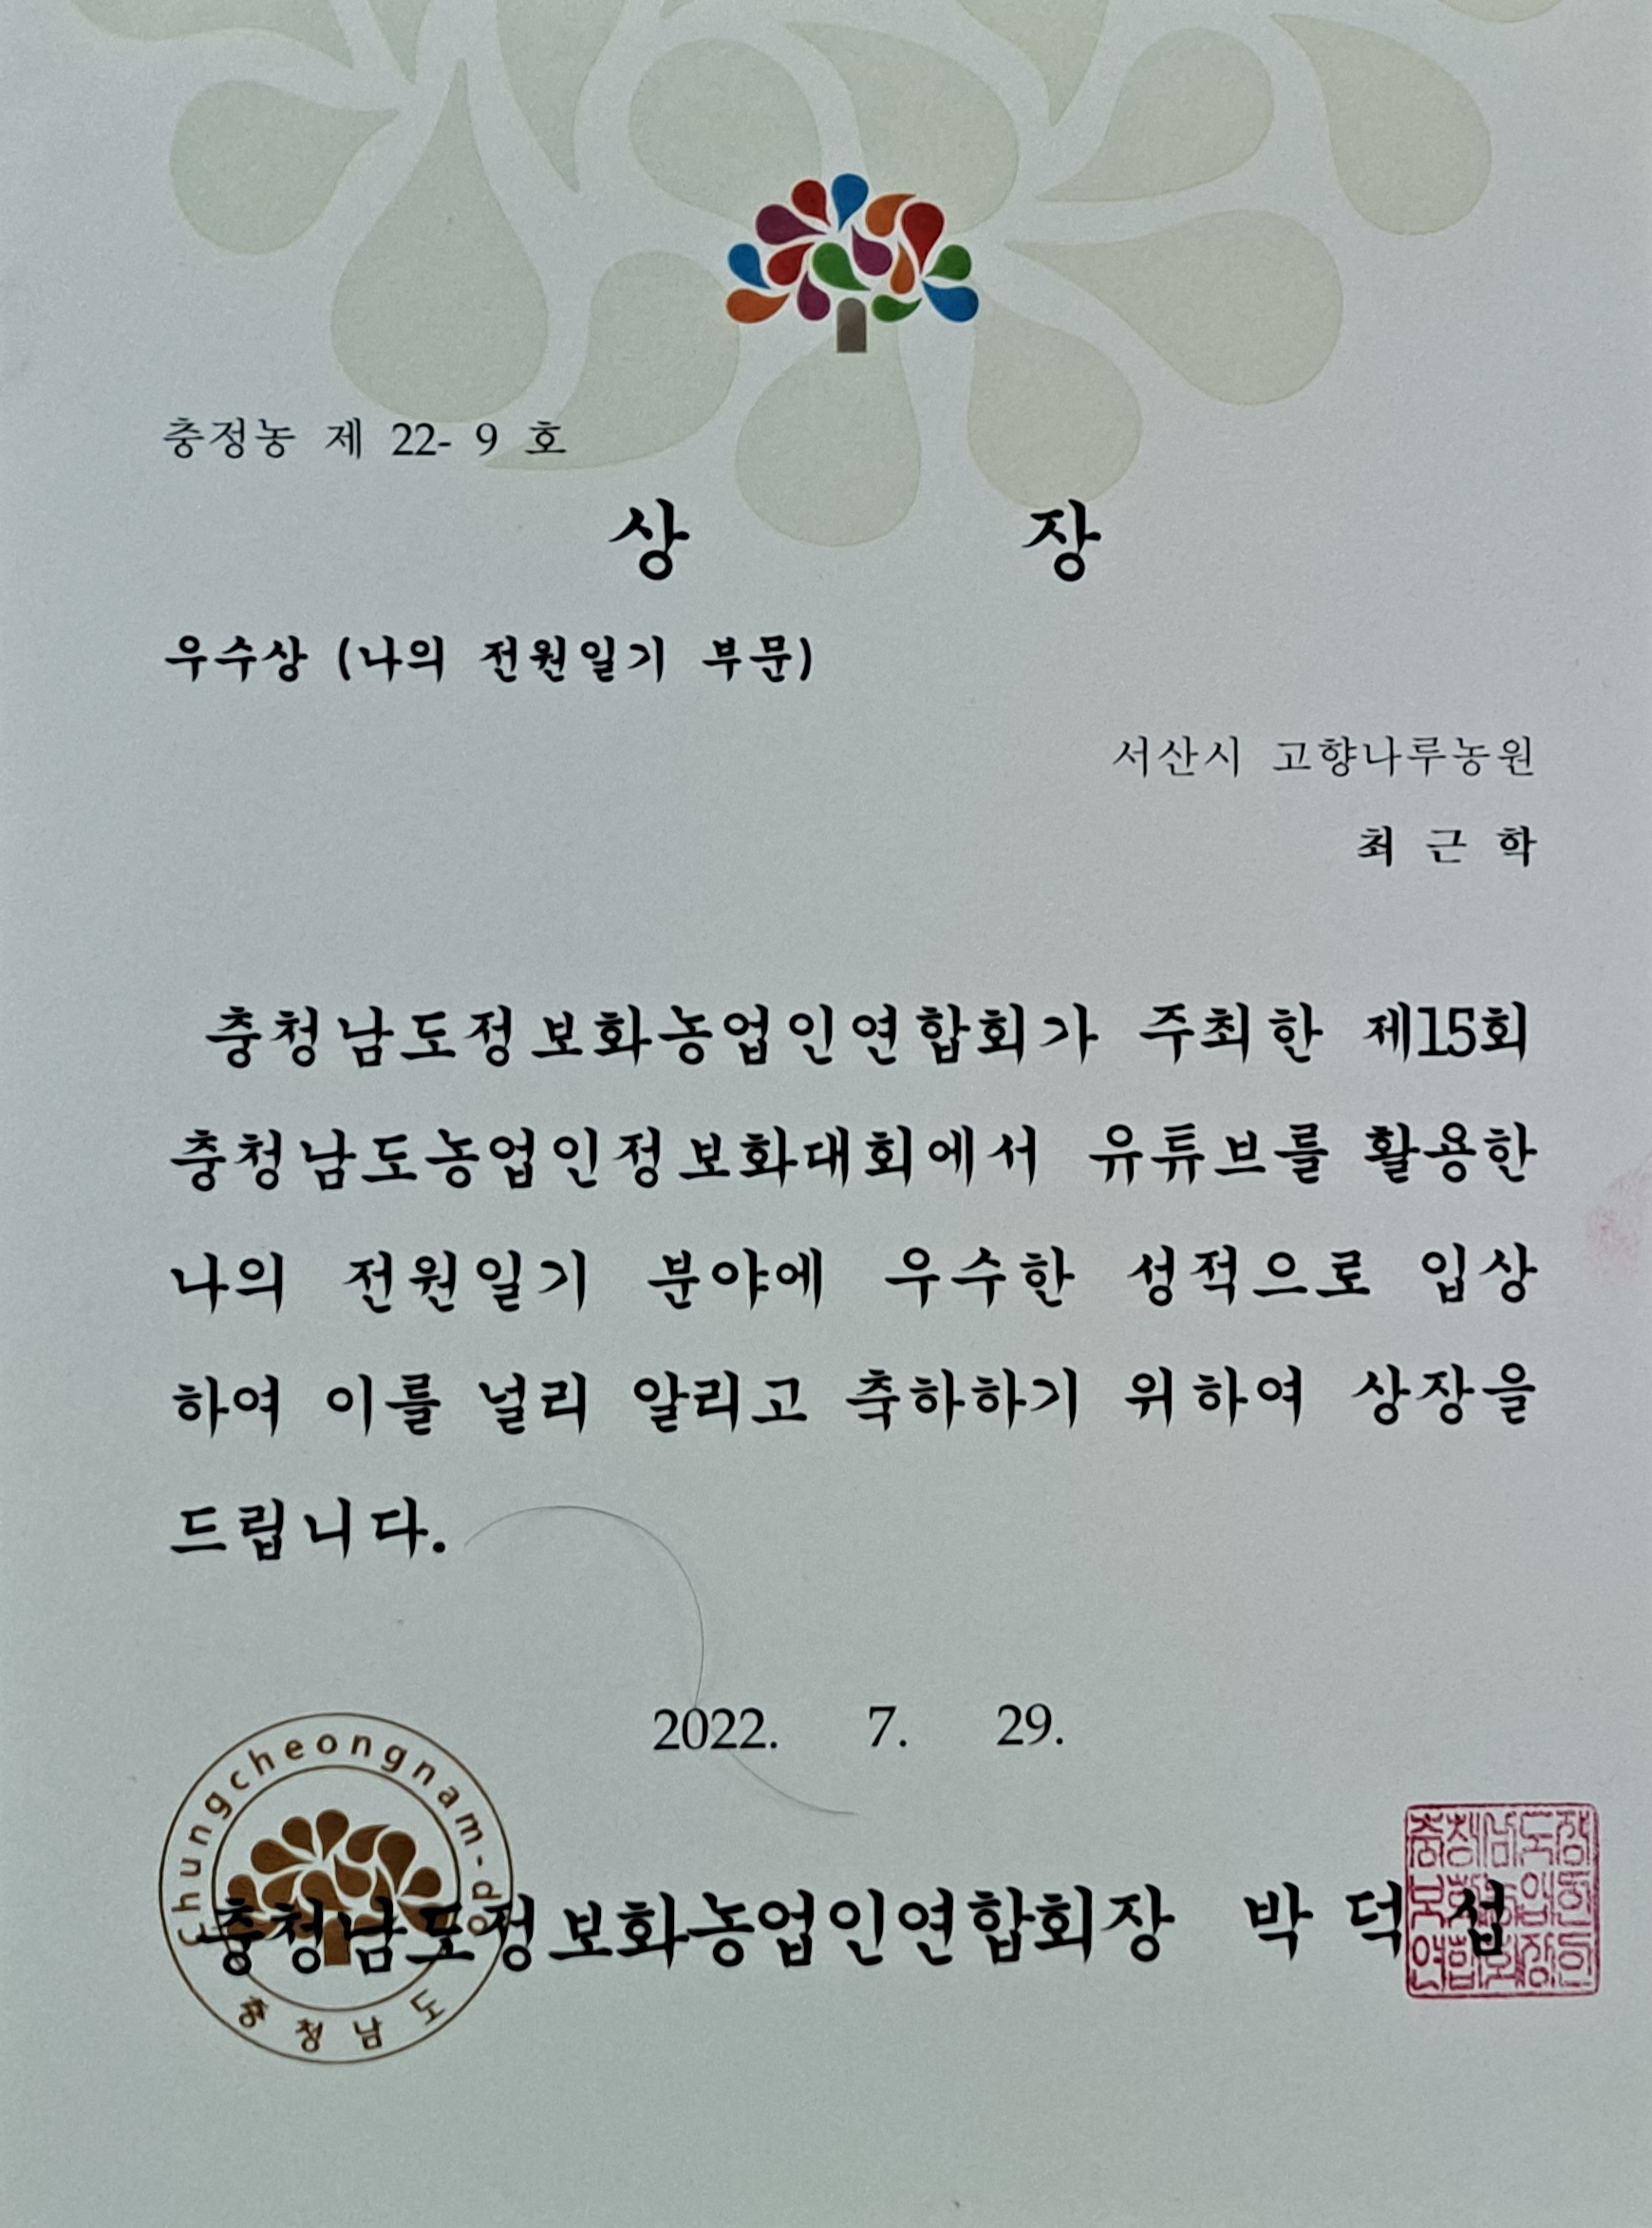 충정농 제 22- 9 호
상 장
우수상 (나의 전원일기 부문)
서산시 고향나루농원
최 근 학
충청남도정보화농업인연합회가 주최한 제15회
충청남도농업인정보화대회에서 유튜브를 활용한
나의 전원일기 분야에 우수한 성적으로 입상
하여 이를 널리 알리고 축하하기 위하여 상장을
드립니다.
2022. 7. 29.
Chungcheongnam-do
충청남도정보화농업인연합회장 박 덕 섭
충청남도